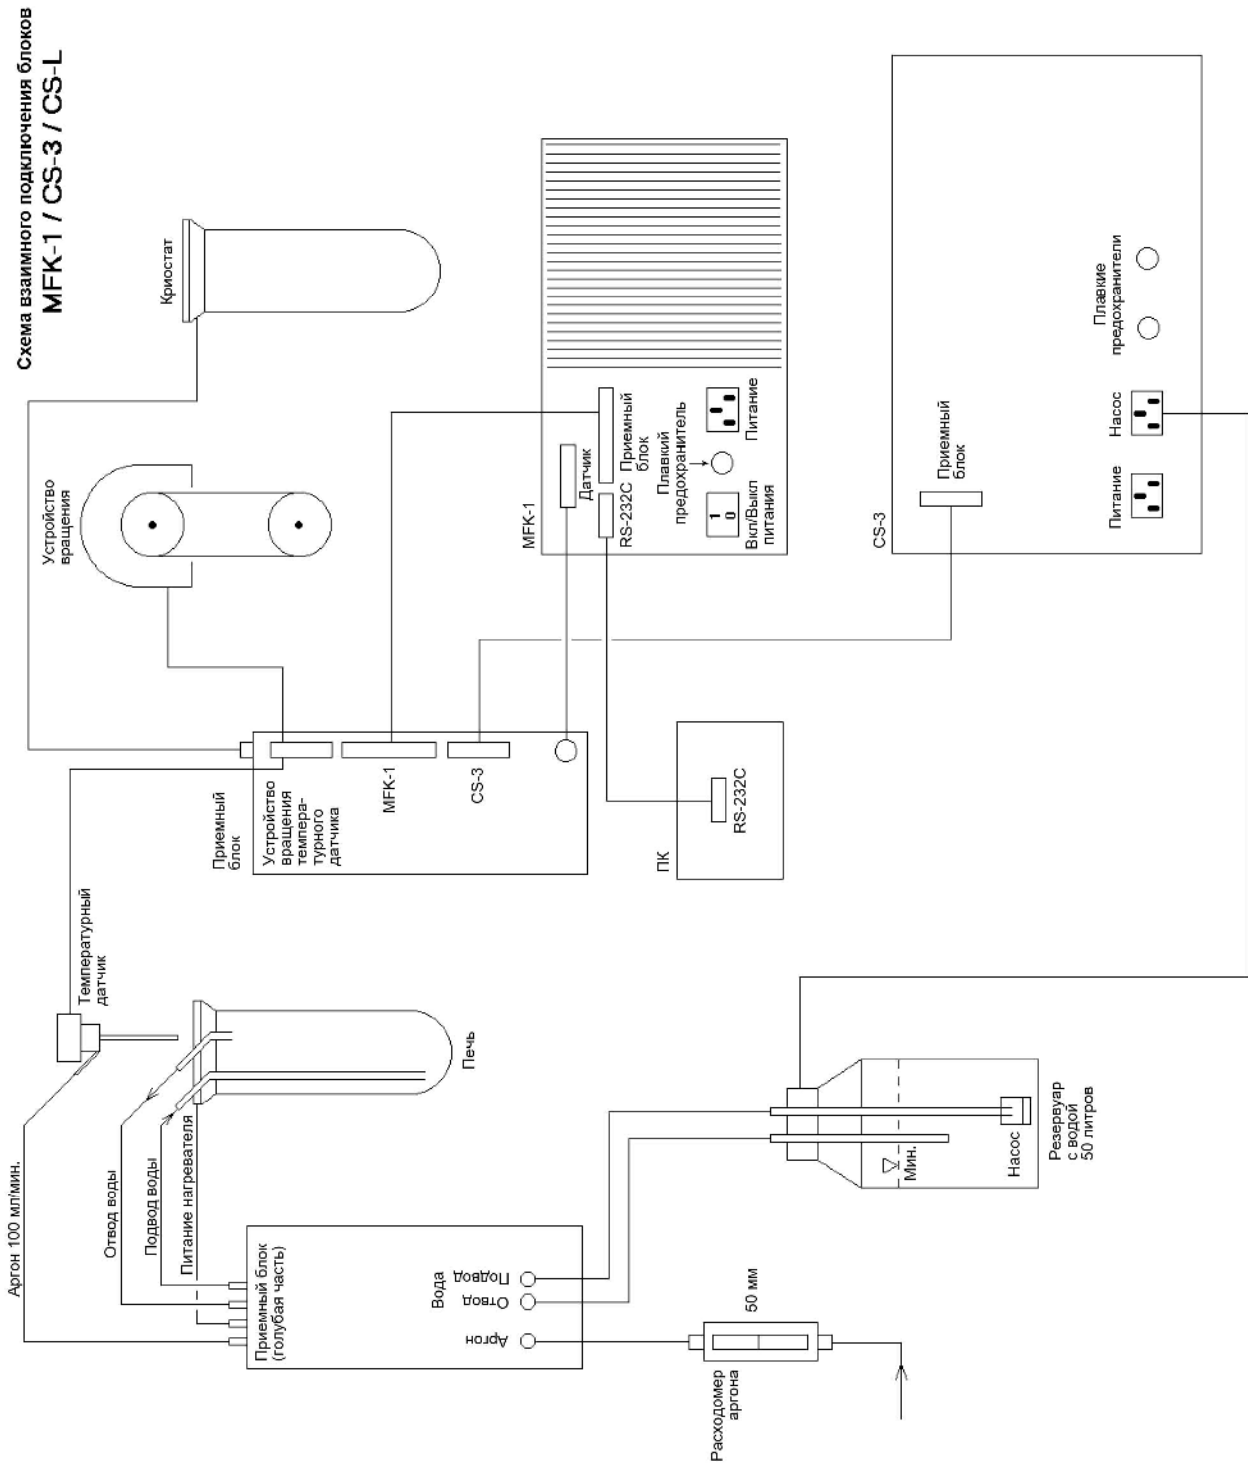 Схема взаимного подключения блоков
MFK-1 / CS-3 / CS-L
Криостат
Устройство
вращения
Температурный
датчик
Аргон 100 мл/мин.
Отвод воды
Подвод воды
Питание нагревателя
Печь
Приемный
блок
Устройство
вращения
темпера-
турного
датчика
MFK-1
CS-3
MFK-1
Датчик
RS-232C
Приемный
блок
Плавкий
предохранитель
1
0
Вкл/Выкл
питания
Питание
ПК
RS-232C
CS-3
Приемный
блок
Питание
Насос
Плавкие
предохранители
Приемный блок
(голубая часть)
Вода
Подвод
Отвод
Аргон
50 мм
Расходомер
аргона
Мин.
Насос
Резервуар
с водой
50 литров